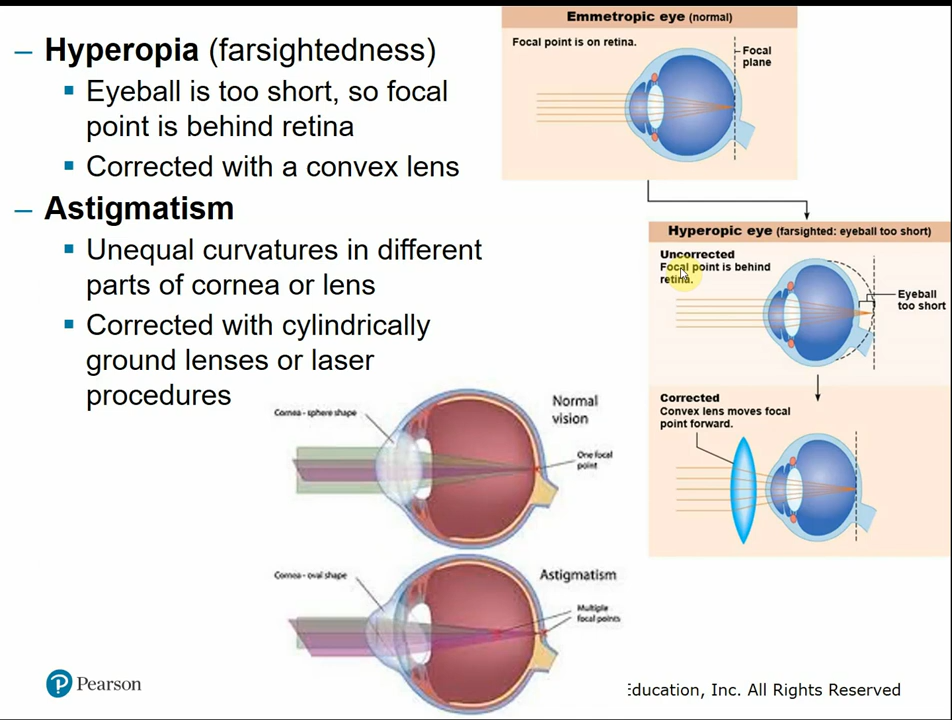 – Hyperopia (farsightedness)
▪ Eyeball is too short, so focal
point is behind retina
▪ Corrected with a convex lens
– Astigmatism
▪ Unequal curvatures in different
parts of cornea or lens
▪ Corrected with cylindrically
ground lenses or laser
procedures
Emmetropic eye (normal)
Focal point is on retina.
Focal
plane
Hyperopic eye (farsighted: eyeball too short)
Uncorrected
Focal point is behind
retina.
Eyeball
too short
Corrected
Convex lens moves focal
point forward.
Cornea - sphere shape
Normal
vision
One focal
point
Cornea - oval shape
Astigmatism
Multiple
focal points
P Pearson
Education, Inc. All Rights Reserved